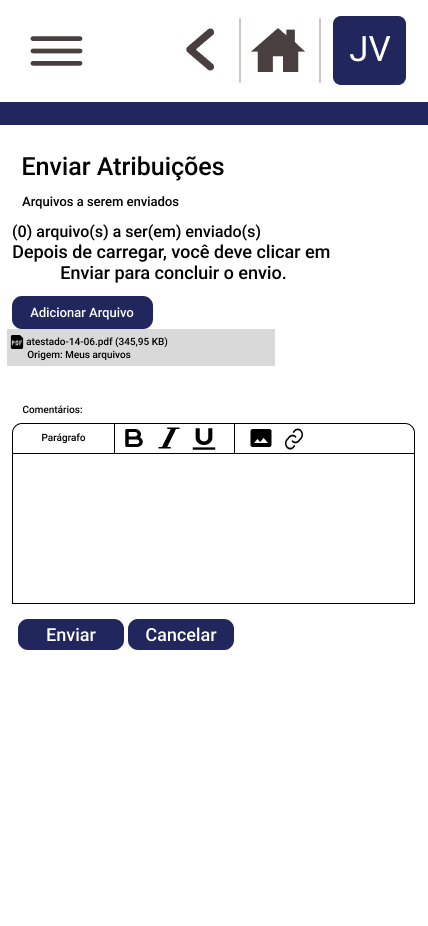 JV
Enviar Atribuições
Arquivos a serem enviados
(0) arquivo(s) a ser(em) enviado(s)
Depois de carregar, você deve clicar em
Enviar para concluir o envio.
Adicionar Arquivo
PDF atestado-14-06.pdf (345,95 KB)
Origem: Meus arquivos
Comentários:
Parágrafo B I U
Enviar Cancelar